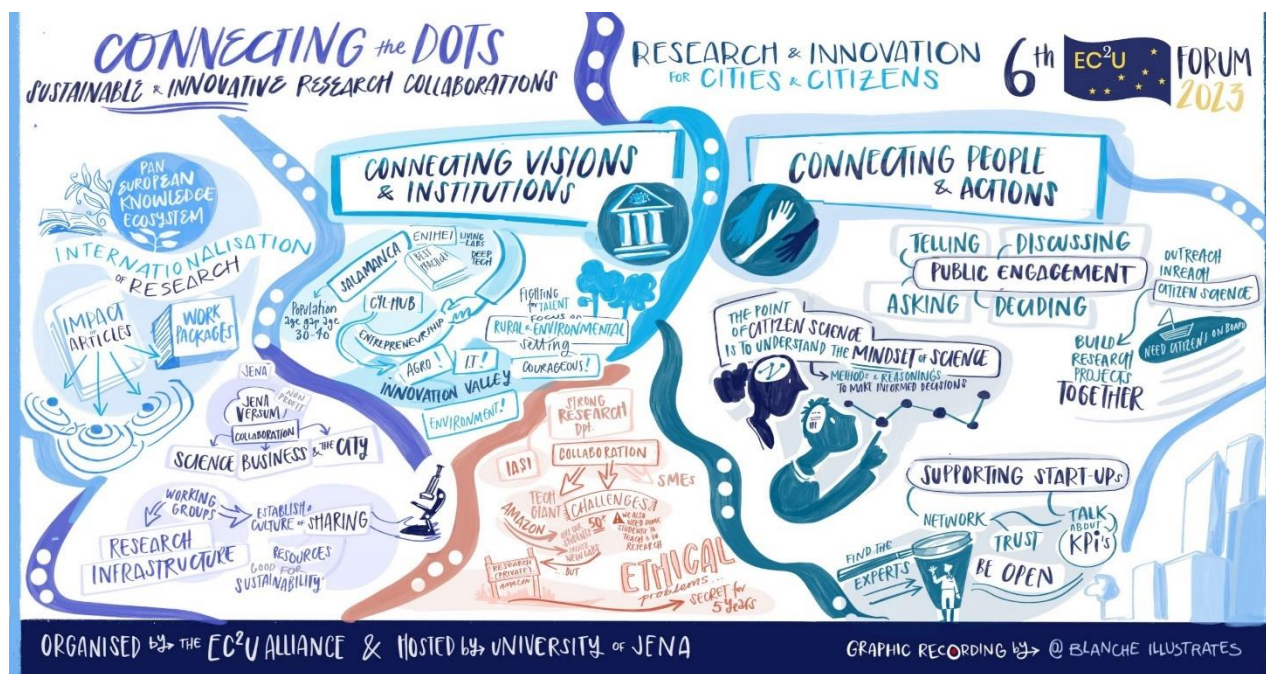 CONNECTING the DOTS
SUSTAINABLE & INNOVATIVE RESEARCH COLLABORATIONS
RESEARCH & INNOVATION
FOR CITIES & CITIZENS
6th EC²U FORUM
2023
PAN
EUROPEAN
KNOWLEDGE
ECOSYSTEM
INTERNATIONALISATION
OF RESEARCH
IMPACT
ARTICLES
WORK
PACKAGES
JENA
JENA
VERSUM
NON
PROFIT
COLLABORATION
SCIENCE BUSINESS & THE CITY
WORKING
GROUPS
ESTABLISH a
CULTURE OF SHARING
RESEARCH
INFRASTRUCTURE
RESOURCES
GOOD FOR
SUSTAINABILITY
CONNECTING VISIONS
& INSTITUTIONS
SALAMANCA
ENIHEI
LIVING
LABS
BEST
PRACTICE
DEEP
TECH
Population
age gap age
30-40
CYL-HUB
ENTREPRENEURSHIP
FIGHTING
for TALENT
FOCUS ON
RURAL & ENVIRONMENTAL
setting
AGRO!
I.T!
COURAGEOUS!
INNOVATION VALLEY
ENVIRONMENT!
STRONG
RESEARCH
Dpt.
IASI
COLLABORATION
SMEs
TECH
GIANT
AMAZON
CHALLENGES
STUDENTS
NEW LABS
WE ALSO
NEED SOME
STUDENTS TO
TEACH & DO
RESEARCH
BUT
RESEARCH
(PRIVATE)
AMAZON
ETHICAL
problems...
SECRET for
5 YEARS
CONNECTING PEOPLE
& ACTIONS
TELLING
DISCUSSING
PUBLIC ENGAGEMENT
ASKING
DECIDING
OUTREACH
INREACH
CITIZEN SCIENCE
NEED CITIZENS ON BOARD
BUILD
RESEARCH
PROJECTS
TOGETHER
THE POINT
OF CITIZEN SCIENCE
IS TO UNDERSTAND THE MINDSET OF SCIENCE
METHODS & REASONINGS
TO MAKE INFORMED DECISIONS
SUPPORTING START-UPs
NETWORK
TRUST
TALK
ABOUT
KPi's
FIND THE
EXPERTS
BE OPEN
ORGANISED by THE EC²U ALLIANCE & HOSTED by UNIVERSITY OF JENA
GRAPHIC RECORDING by @ BLANCHE ILLUSTRATES